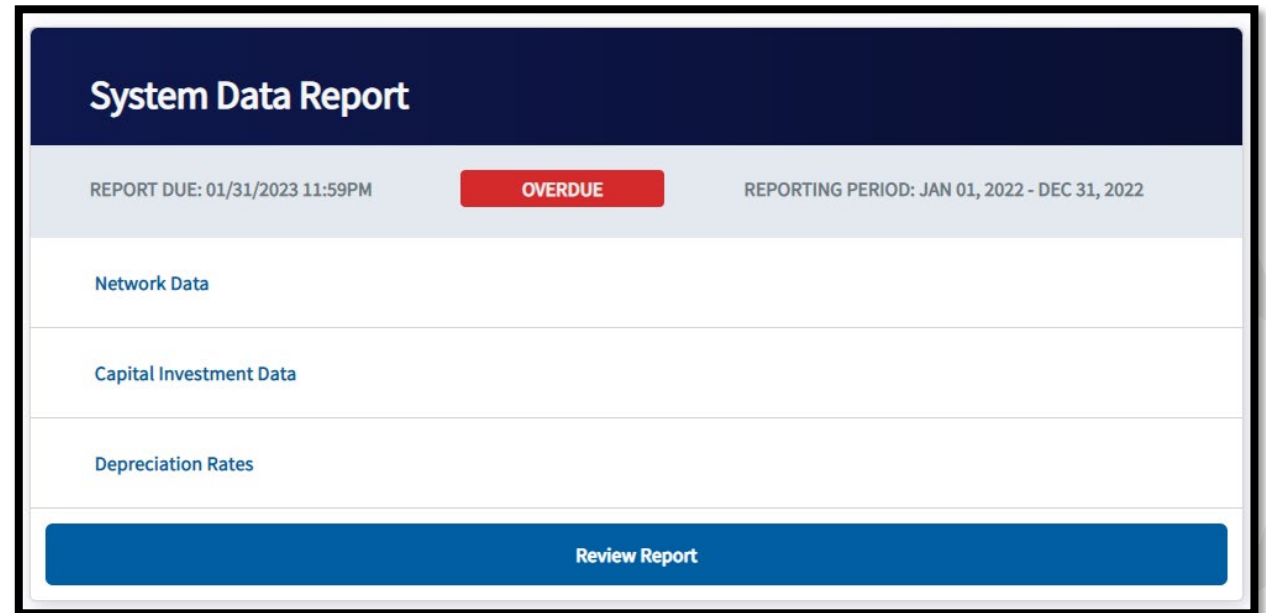 System Data Report
REPORT DUE: 01/31/2023 11:59PM OVERDUE REPORTING PERIOD: JAN 01, 2022 - DEC 31, 2022
Network Data
Capital Investment Data
Depreciation Rates
Review Report